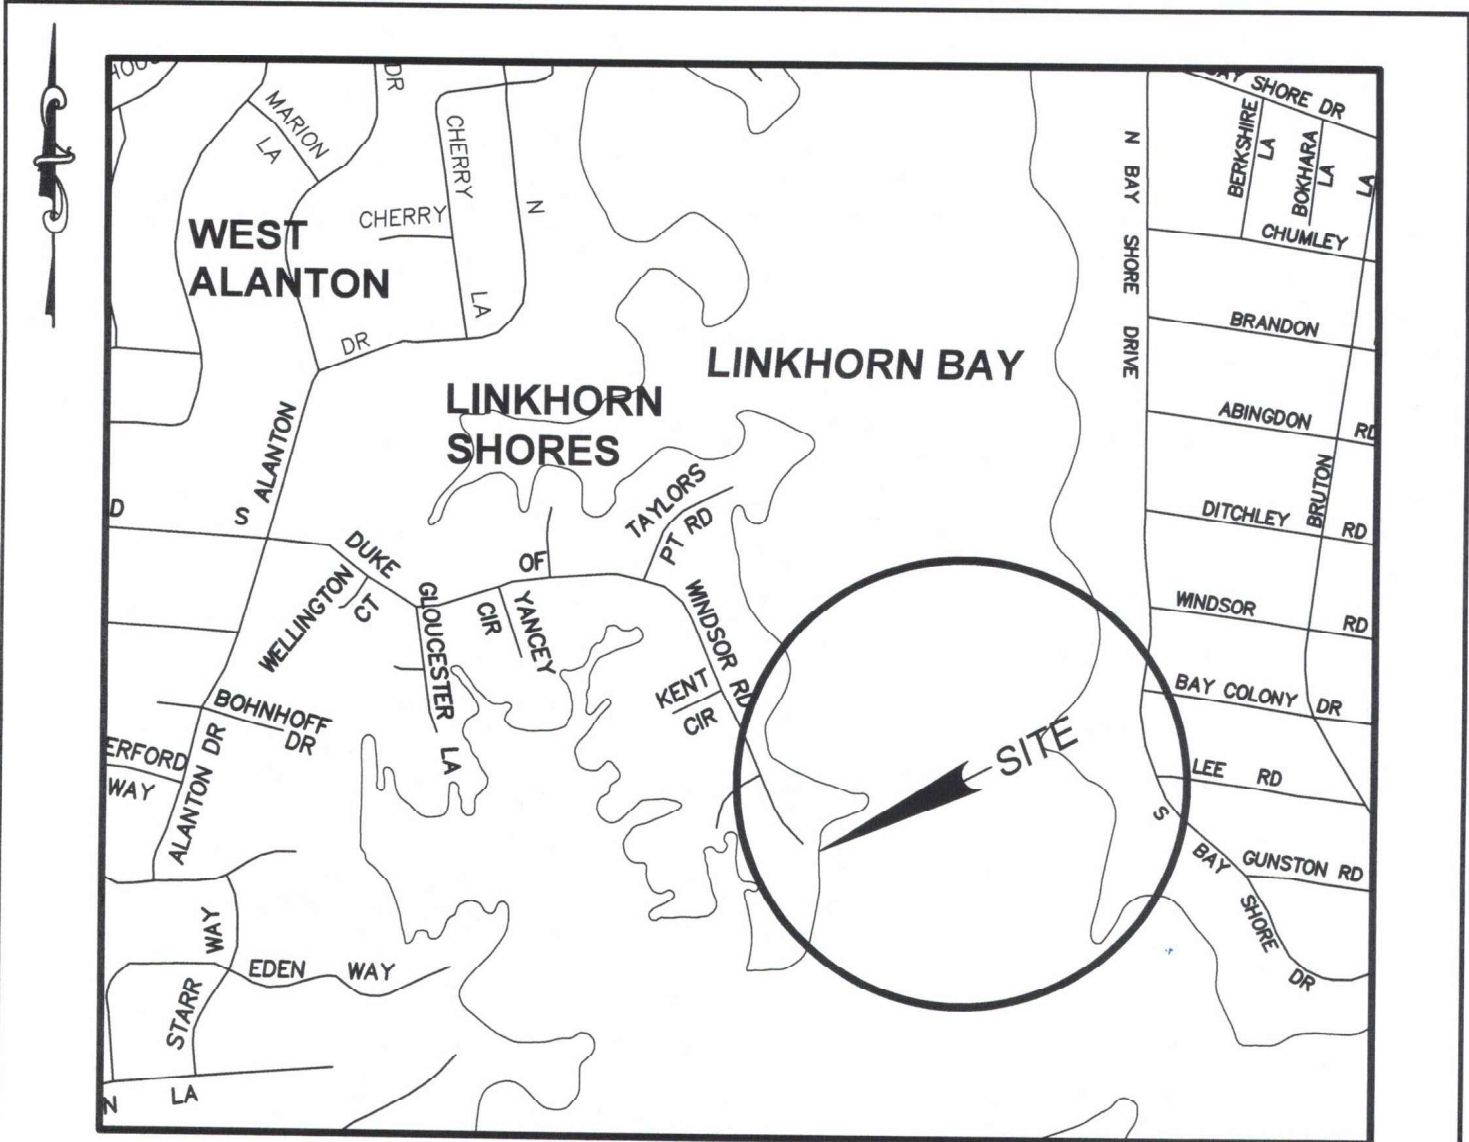 MARION
LA
DR
CHERRY
LA
CHERRY
N
WEST
ALANTON
DR
LINKHORN
SHORES
LINKHORN BAY
N BAY SHORE DRIVE
SHORE DR
BERKSHIRE
LA
BOKHARA
LA
LA
CHUMLEY
BRANDON
ABINGDON RD
BRUTON
DITCHLEY RD
WINDSOR RD
BAY COLONY DR
LEE RD
S BAY SHORE DR
GUNSTON RD
D
S ALANTON
DUKE OF WINDSOR RD
TAYLORS
PT RD
WELLINGTON
CT
GLOUCESTER LA
YANCEY
CIR
KENT
CIR
BOHNHOFF
DR
ERFORD
WAY
ALANTON DR
SITE
WAY
EDEN WAY
STARR
N LA